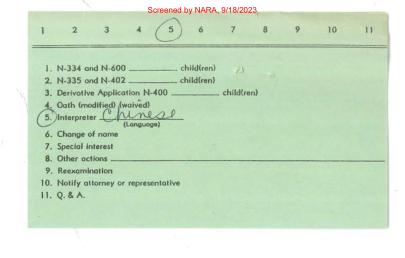 Screened by NARA, 9/18/2023
1 2 3 4 5 6 7 8 9 10 11
1. N-334 and N-600 ________ child(ren)
2. N-335 and N-402 ________ child(ren)
3. Derivative Application N-400 ________ child(ren)
4. Oath (modified) (waived)
5. Interpreter Chinese
(Language)
6. Change of name
7. Special interest
8. Other actions ________
9. Reexamination
10. Notify attorney or representative
11. Q. & A.